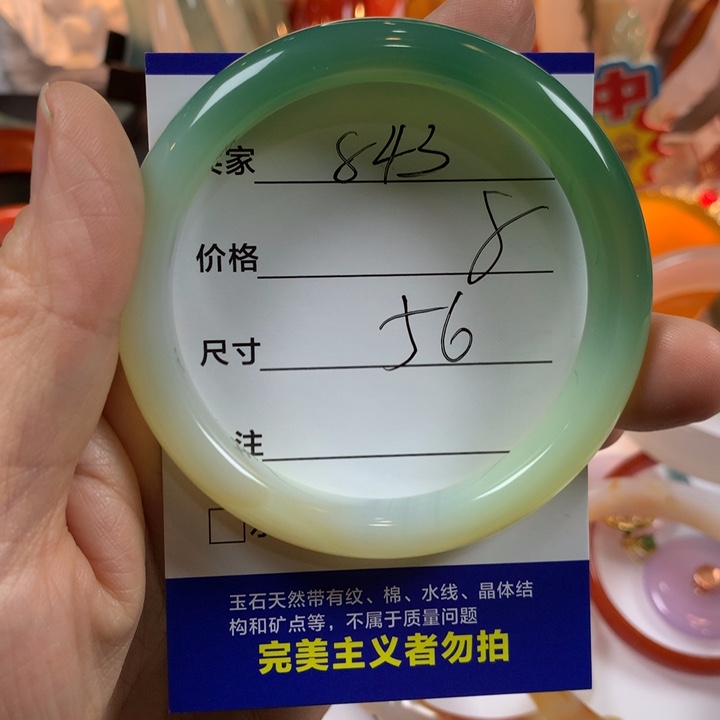 家 843
价格 8
尺寸 56
注
玉石天然带有纹、棉、水线、晶体结
构和矿点等，不属于质量问题
完美主义者勿拍
中